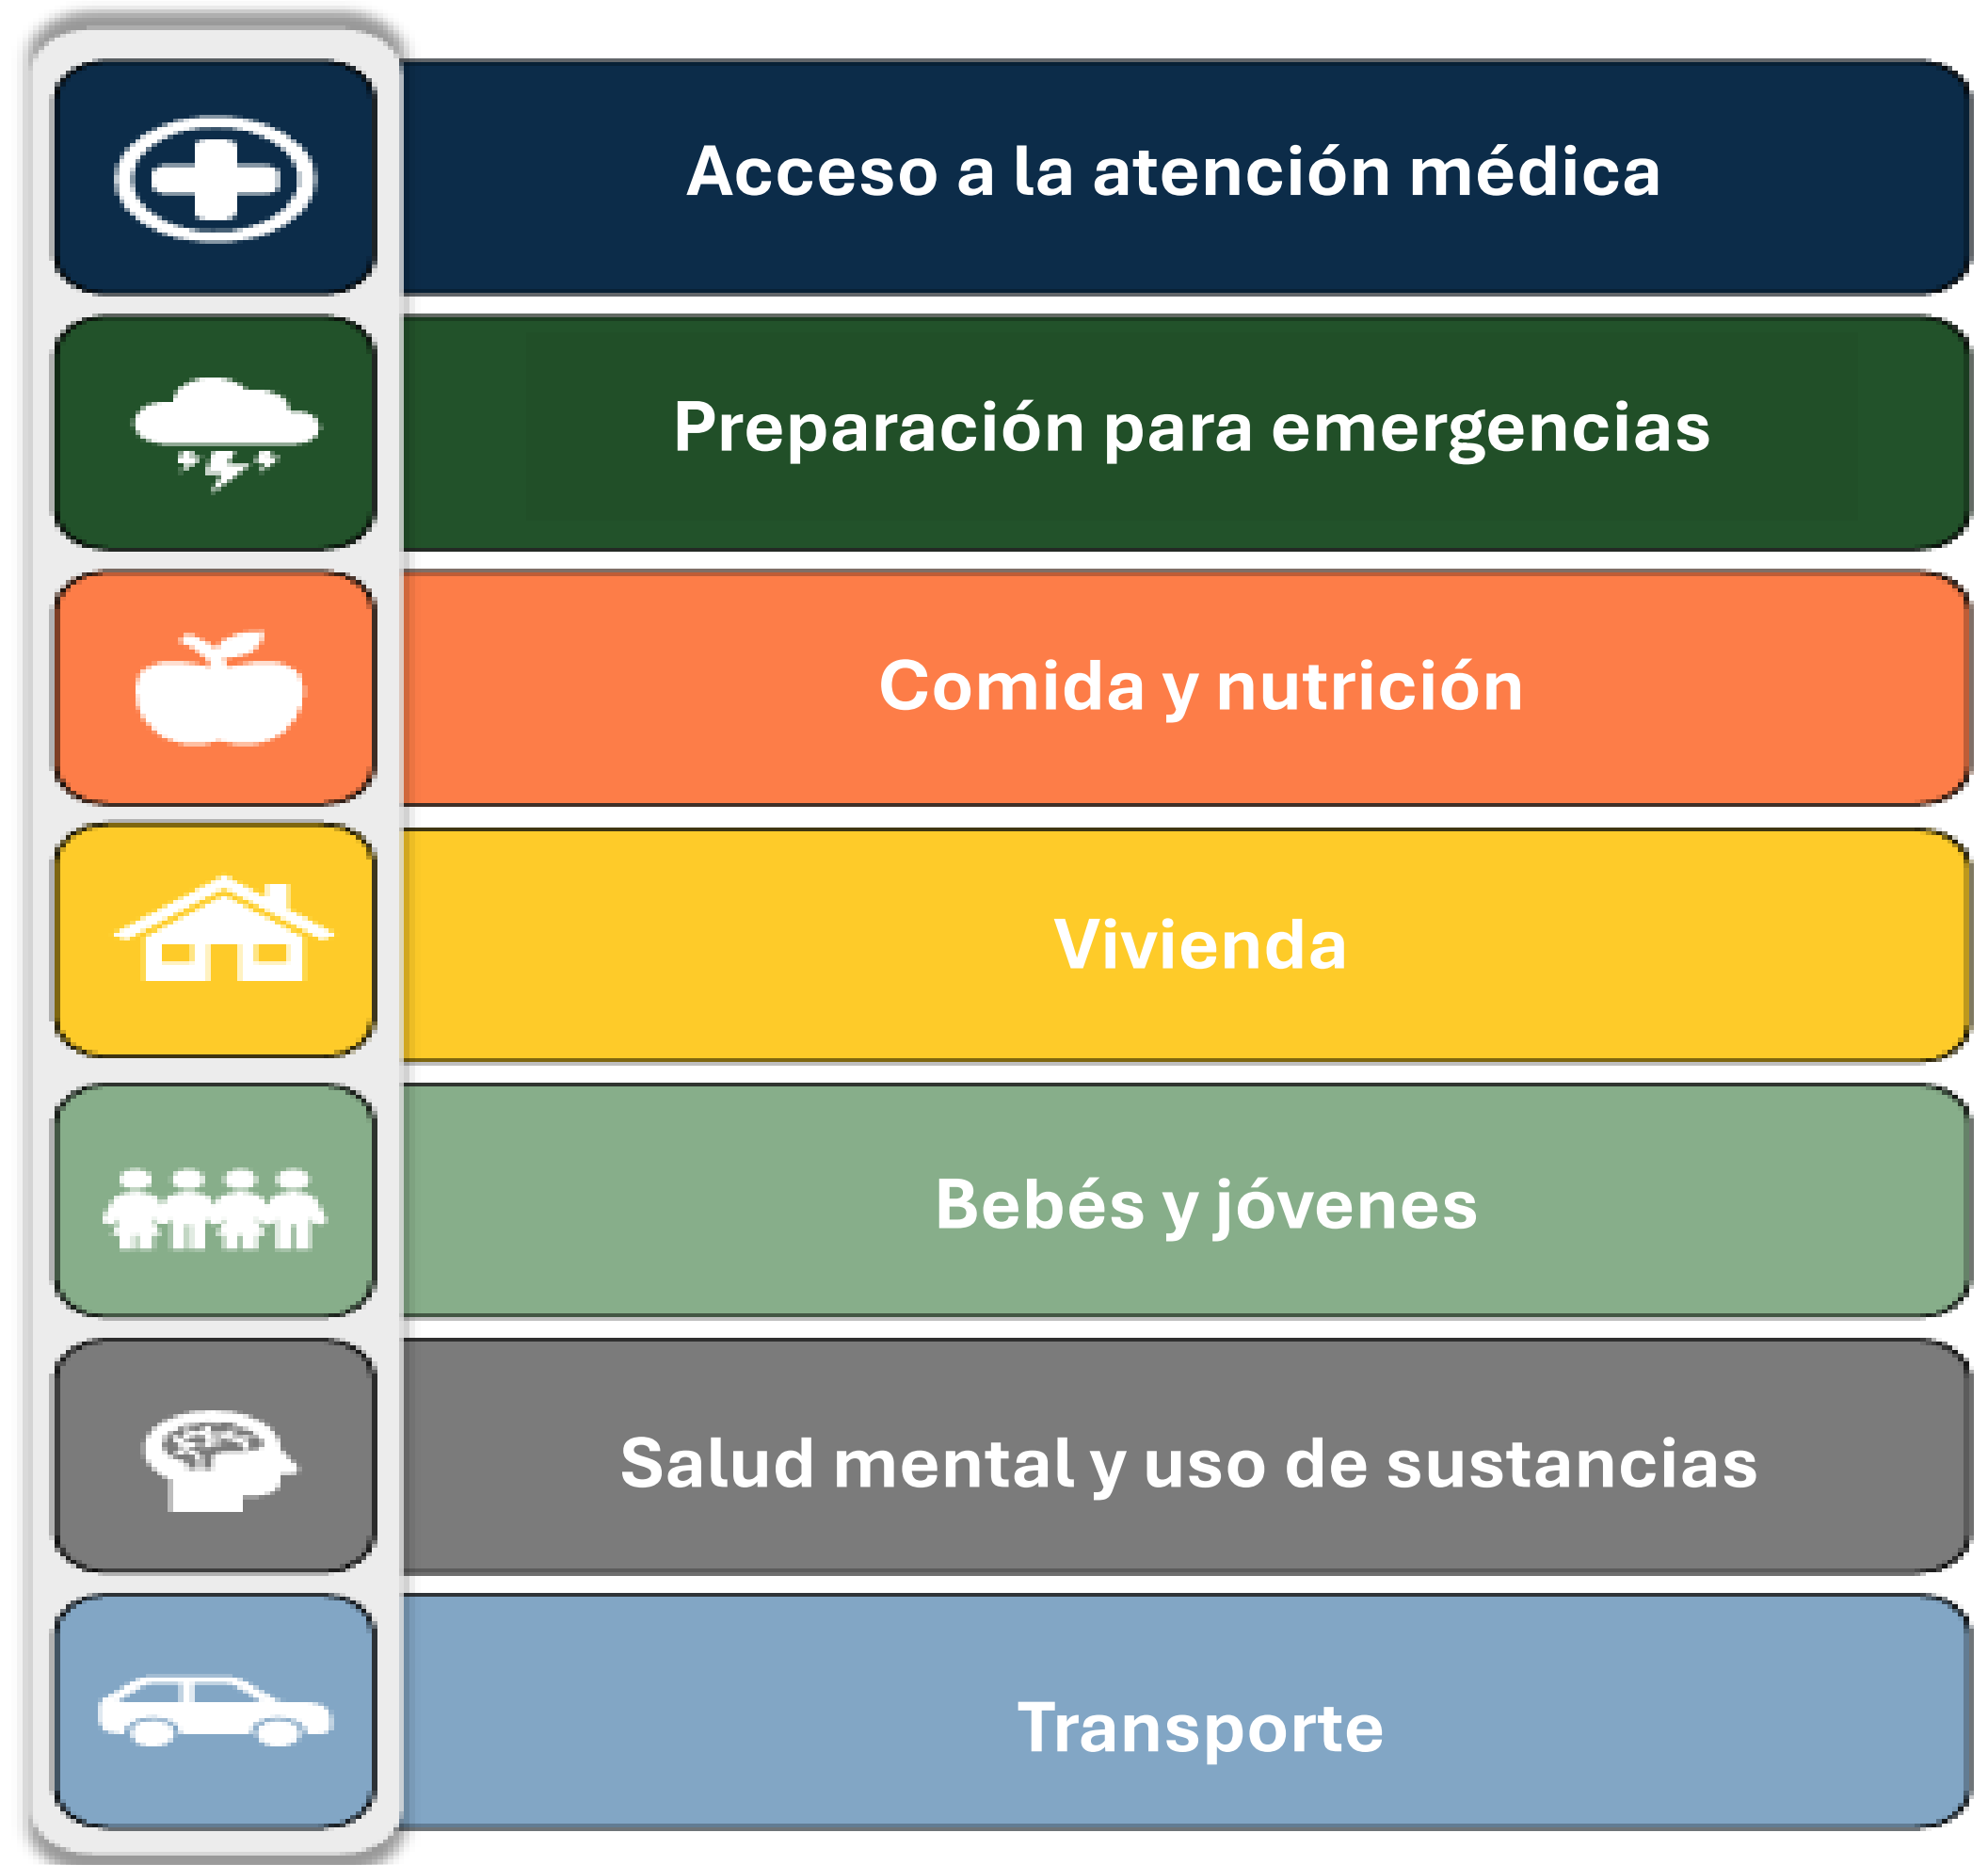 Acceso a la atención médica
Preparación para emergencias
Comida y nutrición
Vivienda
Bebés y jóvenes
Salud mental y uso de sustancias
Transporte